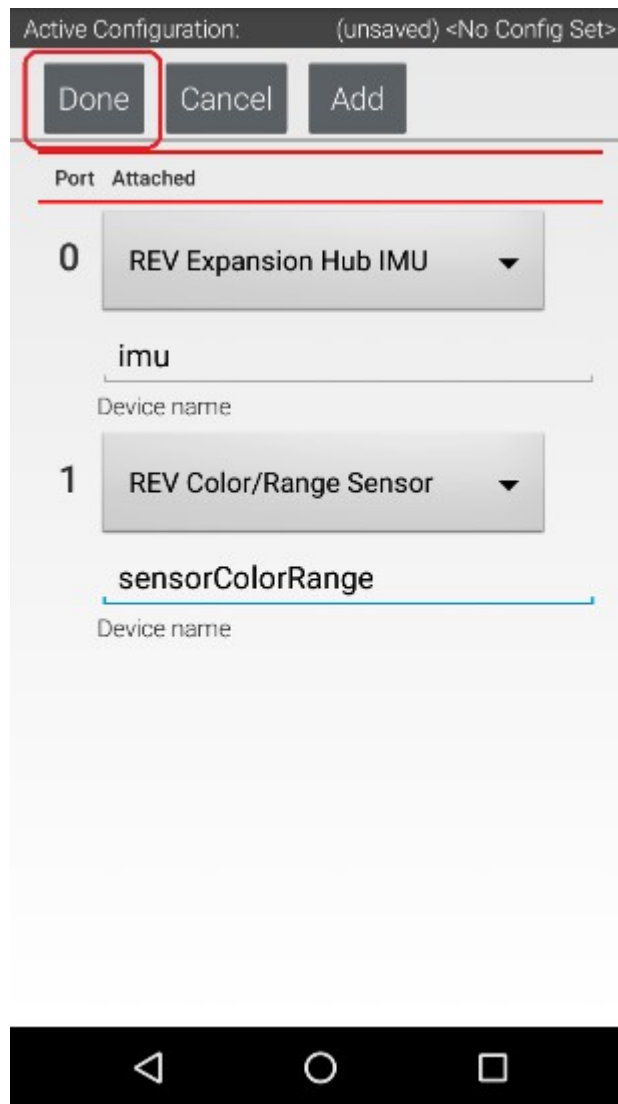 Active Configuration: (unsaved) <No Config Set>
Done Cancel Add
Port Attached
0 REV Expansion Hub IMU
imu
Device name
1 REV Color/Range Sensor
sensorColorRange
Device name